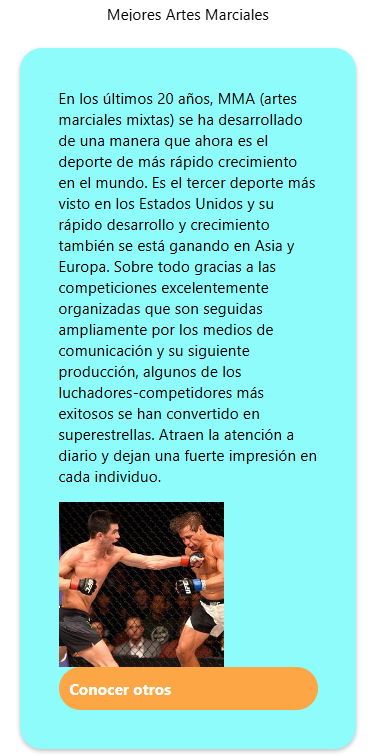 Mejores Artes Marciales
En los últimos 20 años, MMA (artes
marciales mixtas) se ha desarrollado
de una manera que ahora es el
deporte de más rápido crecimiento
en el mundo. Es el tercer deporte más
visto en los Estados Unidos y su
rápido desarrollo y crecimiento
también se está ganando en Asia y
Europa. Sobre todo gracias a las
competiciones excelentemente
organizadas que son seguidas
ampliamente por los medios de
comunicación y su siguiente
producción, algunos de los
luchadores-competidores más
exitosos se han convertido en
superestrellas. Atraen la atención a
diario y dejan una fuerte impresión en
cada individuo.
Conocer otros